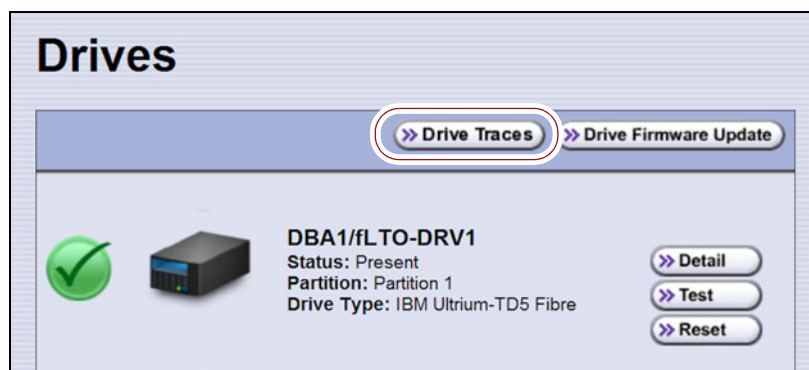 Drives
» Drive Traces » Drive Firmware Update
DBA1/fLTO-DRV1
Status: Present
Partition: Partition 1
Drive Type: IBM Ultrium-TD5 Fibre
» Detail
» Test
» Reset